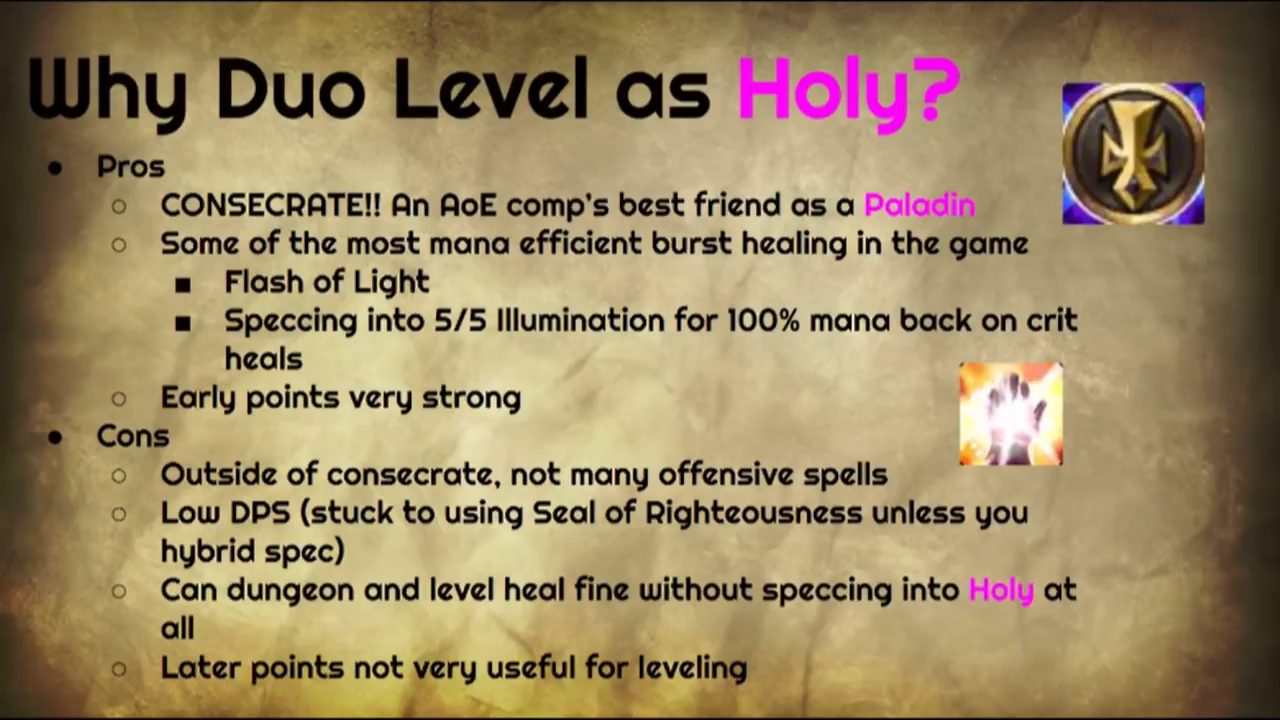 Why Duo Level as Holy?
● Pros
○ CONSECRATE!! An AoE comp's best friend as a Paladin
○ Some of the most mana efficient burst healing in the game
■ Flash of Light
■ Speccing into 5/5 Illumination for 100% mana back on crit
heals
○ Early points very strong
● Cons
○ Outside of consecrate, not many offensive spells
○ Low DPS (stuck to using Seal of Righteousness unless you
hybrid spec)
○ Can dungeon and level heal fine without speccing into Holy at
all
○ Later points not very useful for leveling